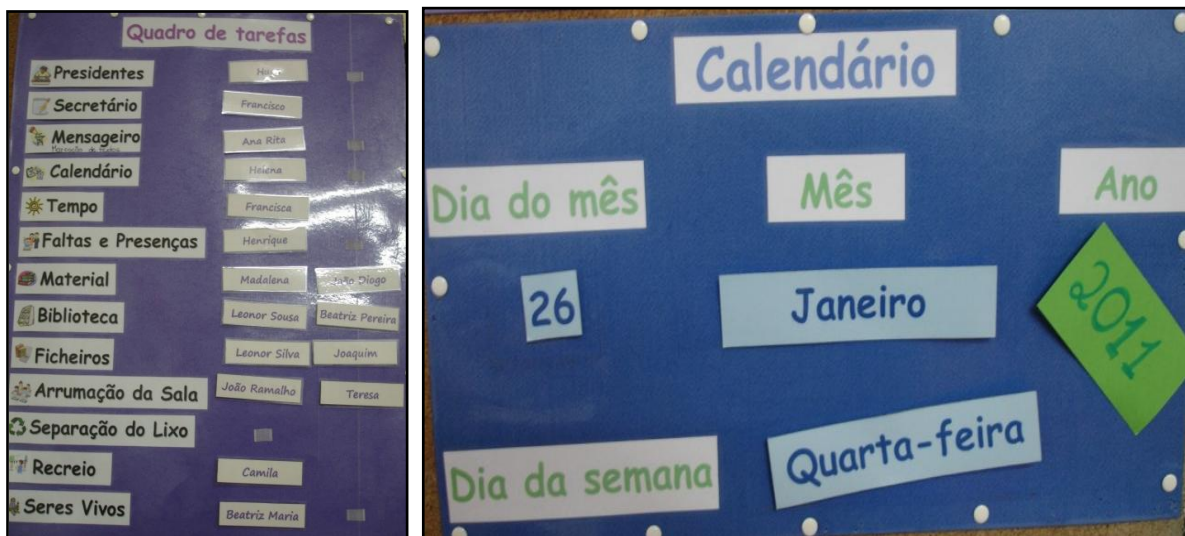 Quadro de tarefas
Presidentes
Secretário Francisco
Mensageiro Ana Rita
Calendário Helena
Tempo Francisca
Faltas e Presenças Henrique
Material Madalena João Diogo
Biblioteca Leonor Sousa Beatriz Pereira
Ficheiros Leonor Silva Joaquim
Arrumação da Sala João Ramalho Teresa
Separação do Lixo
Recreio Camila
Seres Vivos Beatriz Maria
Calendário
Dia do mês Mês Ano
26 Janeiro 2011
Dia da semana Quarta-feira